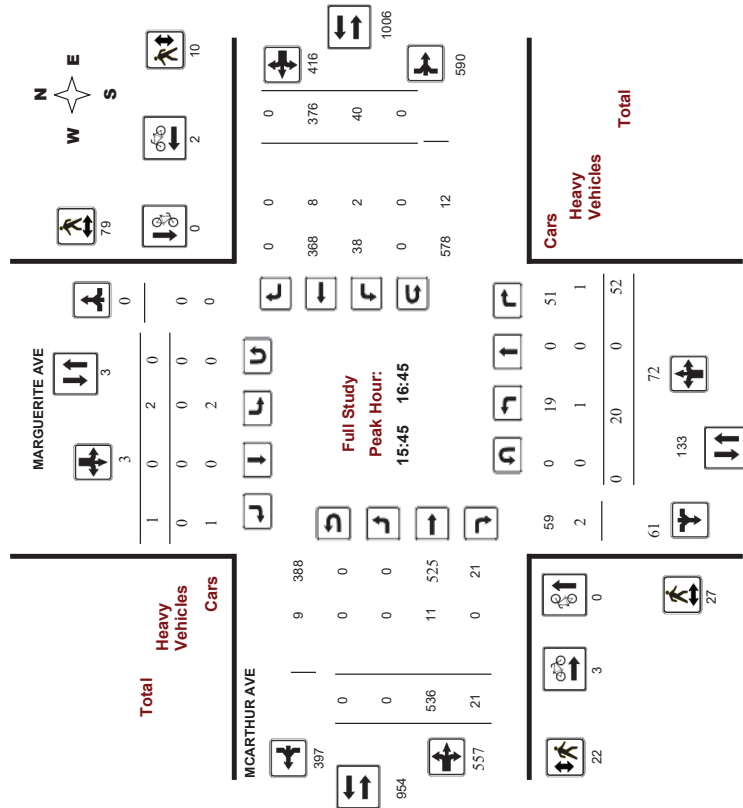 N
W E
S
79
0
2
10
MARGUERITE AVE
3
3
0
1 0 2 0
0 0 0 0 0
1 0 2 0 0
Total
Heavy
Vehicles
Cars
416
1006
590
0 0 0
368 8 376
38 2 40
0 0 0
578 12
Full Study
Peak Hour:
15:45 16:45
MCARTHUR AVE
397
954
557
9 388
0 0
0 0
536 11 525
21 0 21
Cars
Heavy
Vehicles
Total
59 0 19 0 51
2 0 1 0 1
0 20 0 52
61
133
72
22
3
0
27